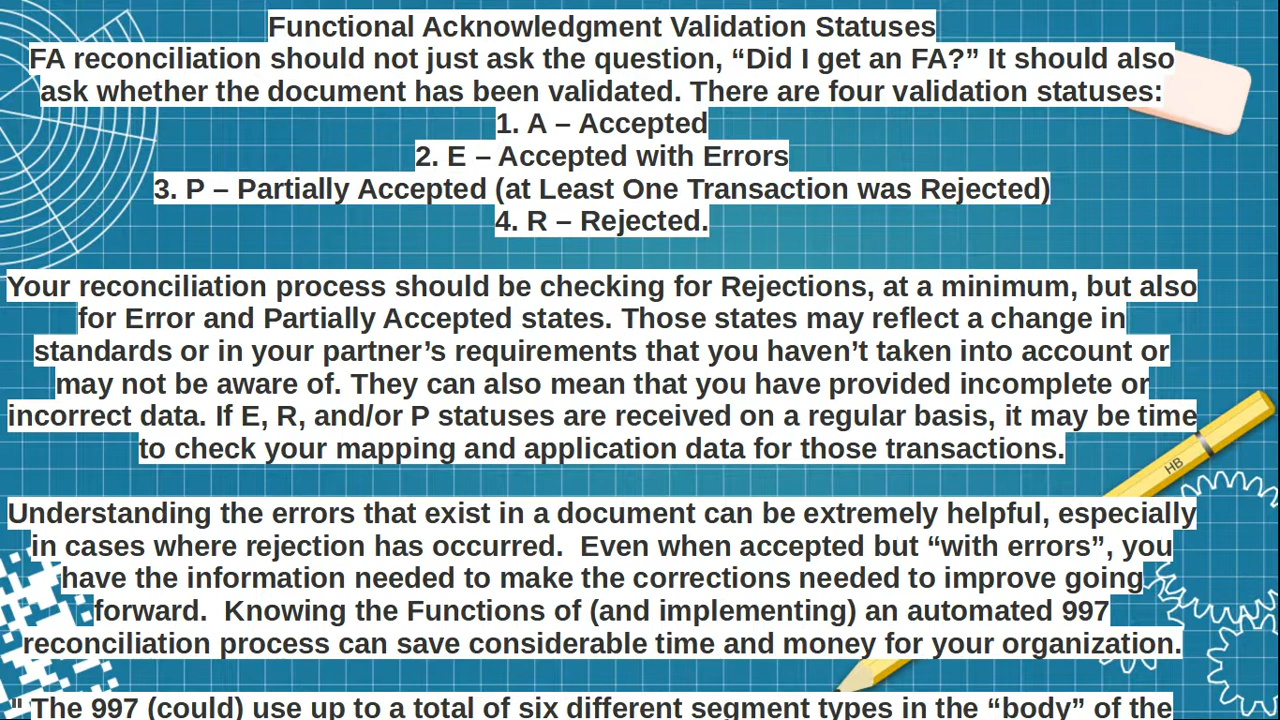 Functional Acknowledgment Validation Statuses
FA reconciliation should not just ask the question, “Did I get an FA?” It should also
ask whether the document has been validated. There are four validation statuses:
1. A – Accepted
2. E – Accepted with Errors
3. P – Partially Accepted (at Least One Transaction was Rejected)
4. R – Rejected.
Your reconciliation process should be checking for Rejections, at a minimum, but also
for Error and Partially Accepted states. Those states may reflect a change in
standards or in your partner’s requirements that you haven’t taken into account or
may not be aware of. They can also mean that you have provided incomplete or
incorrect data. If E, R, and/or P statuses are received on a regular basis, it may be time
to check your mapping and application data for those transactions.
HB
Understanding the errors that exist in a document can be extremely helpful, especially
in cases where rejection has occurred.  Even when accepted but “with errors”, you
have the information needed to make the corrections needed to improve going
forward.  Knowing the Functions of (and implementing) an automated 997
reconciliation process can save considerable time and money for your organization.
" The 997 (could) use up to a total of six different segment types in the “body” of the